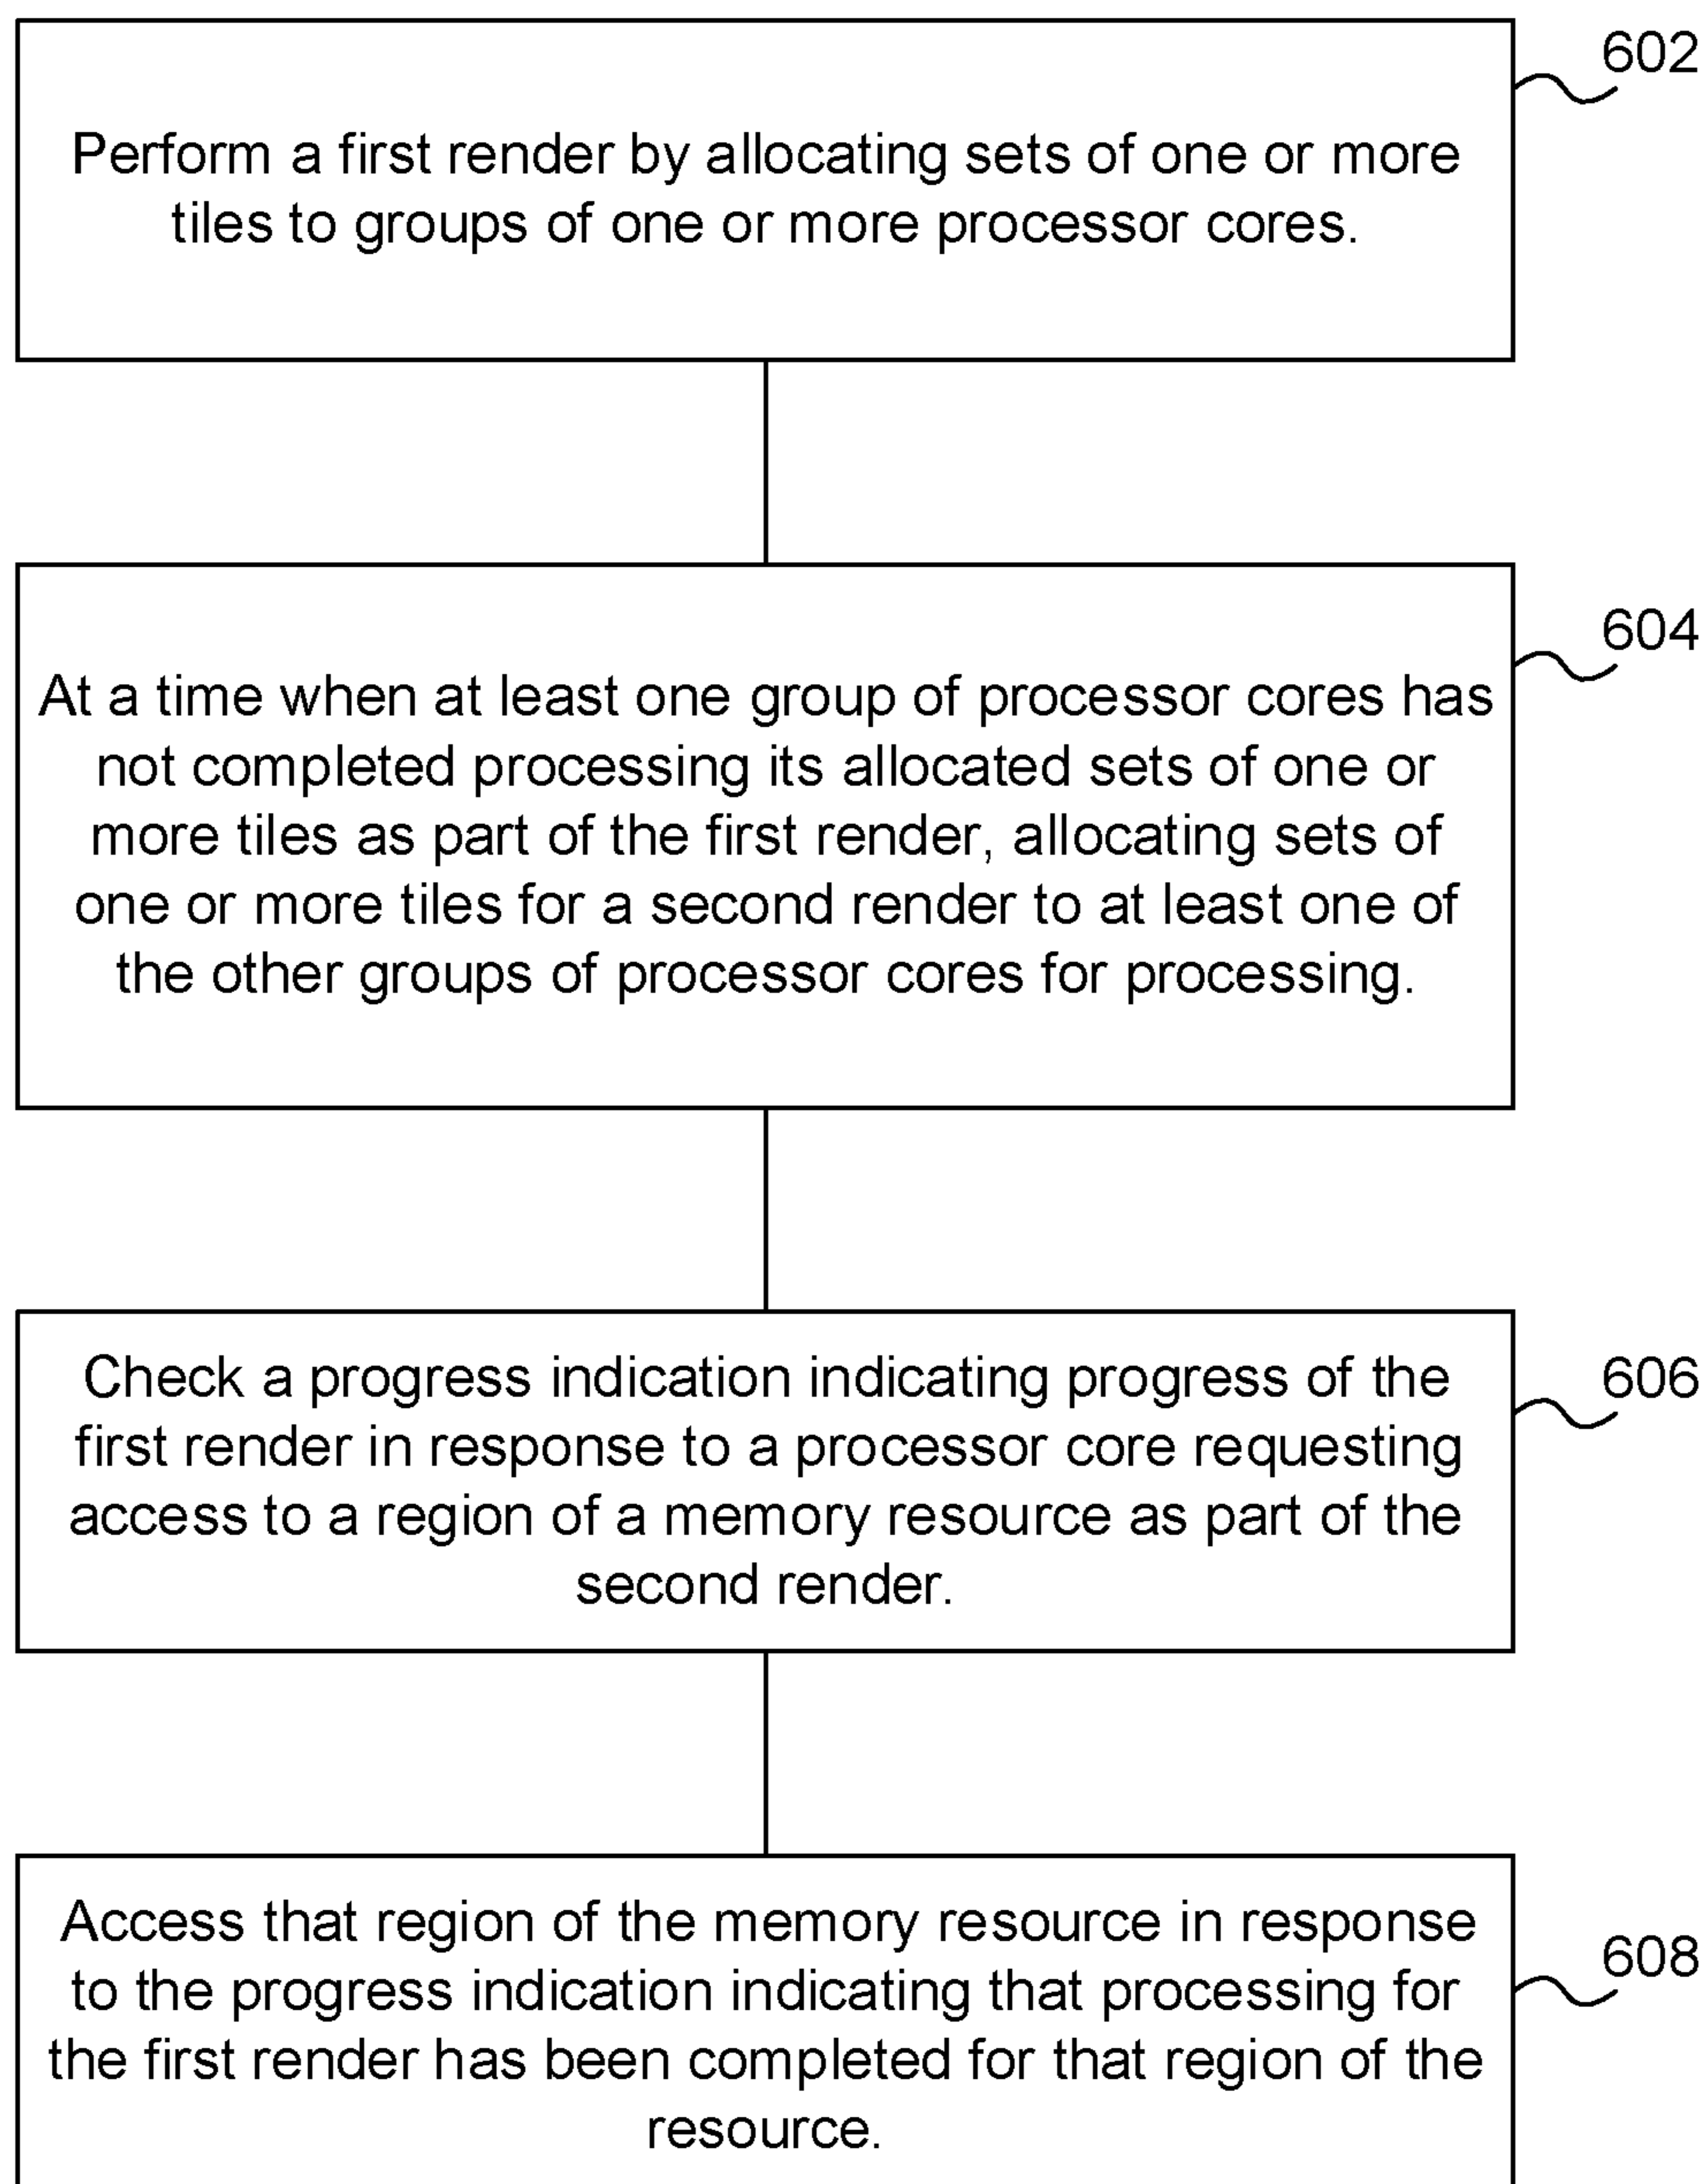 602
Perform a first render by allocating sets of one or more
tiles to groups of one or more processor cores.
604
At a time when at least one group of processor cores has
not completed processing its allocated sets of one or
more tiles as part of the first render, allocating sets of
one or more tiles for a second render to at least one of
the other groups of processor cores for processing.
606
Check a progress indication indicating progress of the
first render in response to a processor core requesting
access to a region of a memory resource as part of the
second render.
608
Access that region of the memory resource in response
to the progress indication indicating that processing for
the first render has been completed for that region of the
resource.